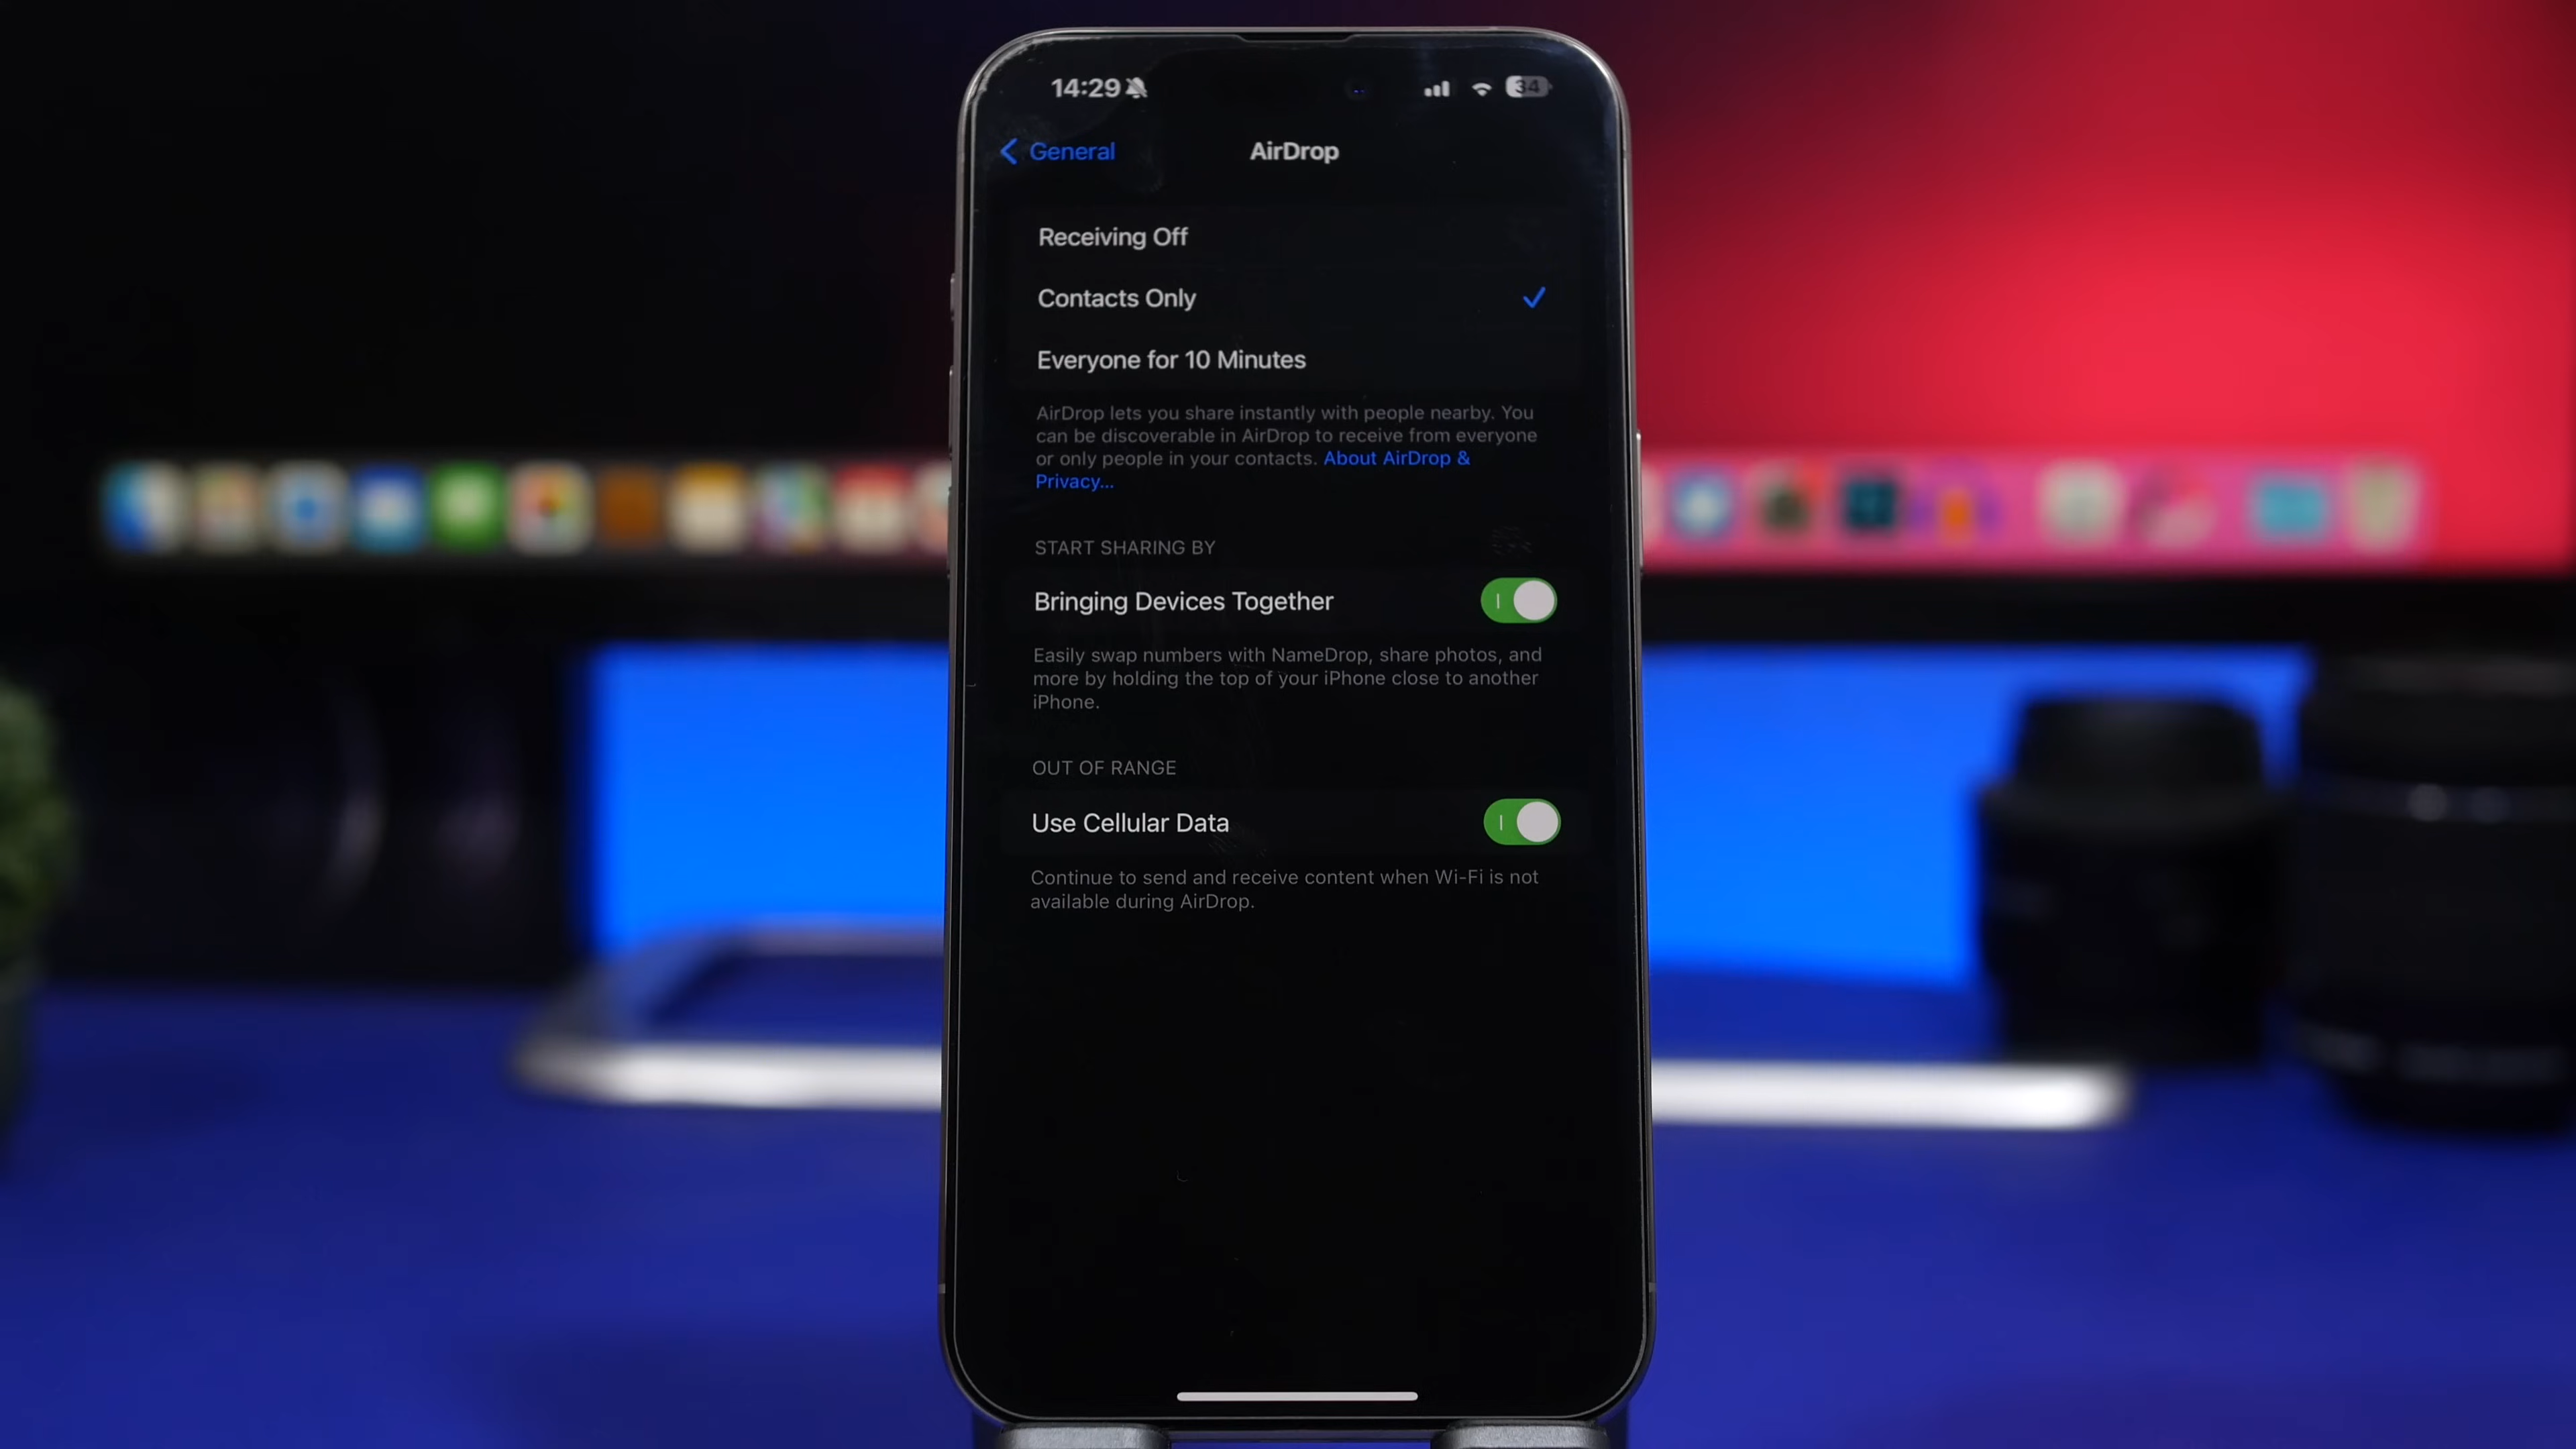 14:29
34
General
AirDrop
Receiving Off
Contacts Only
Everyone for 10 Minutes
AirDrop lets you share instantly with people nearby. You
can be discoverable in AirDrop to receive from everyone
or only people in your contacts. About AirDrop &
Privacy...
START SHARING BY
Bringing Devices Together
Easily swap numbers with NameDrop, share photos, and
more by holding the top of your iPhone close to another
iPhone.
OUT OF RANGE
Use Cellular Data
Continue to send and receive content when Wi-Fi is not
available during AirDrop.